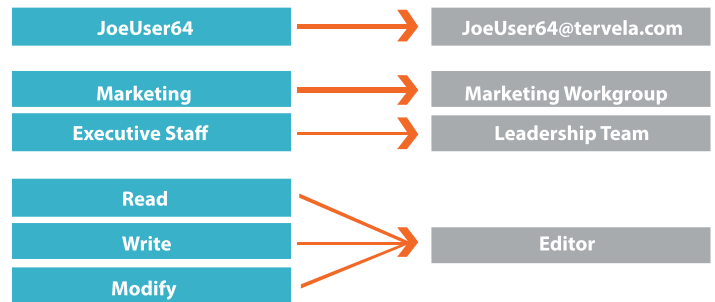 JoeUser64
JoeUser64@tervela.com
Marketing
Marketing Workgroup
Executive Staff
Leadership Team
Read
Write
Editor
Modify